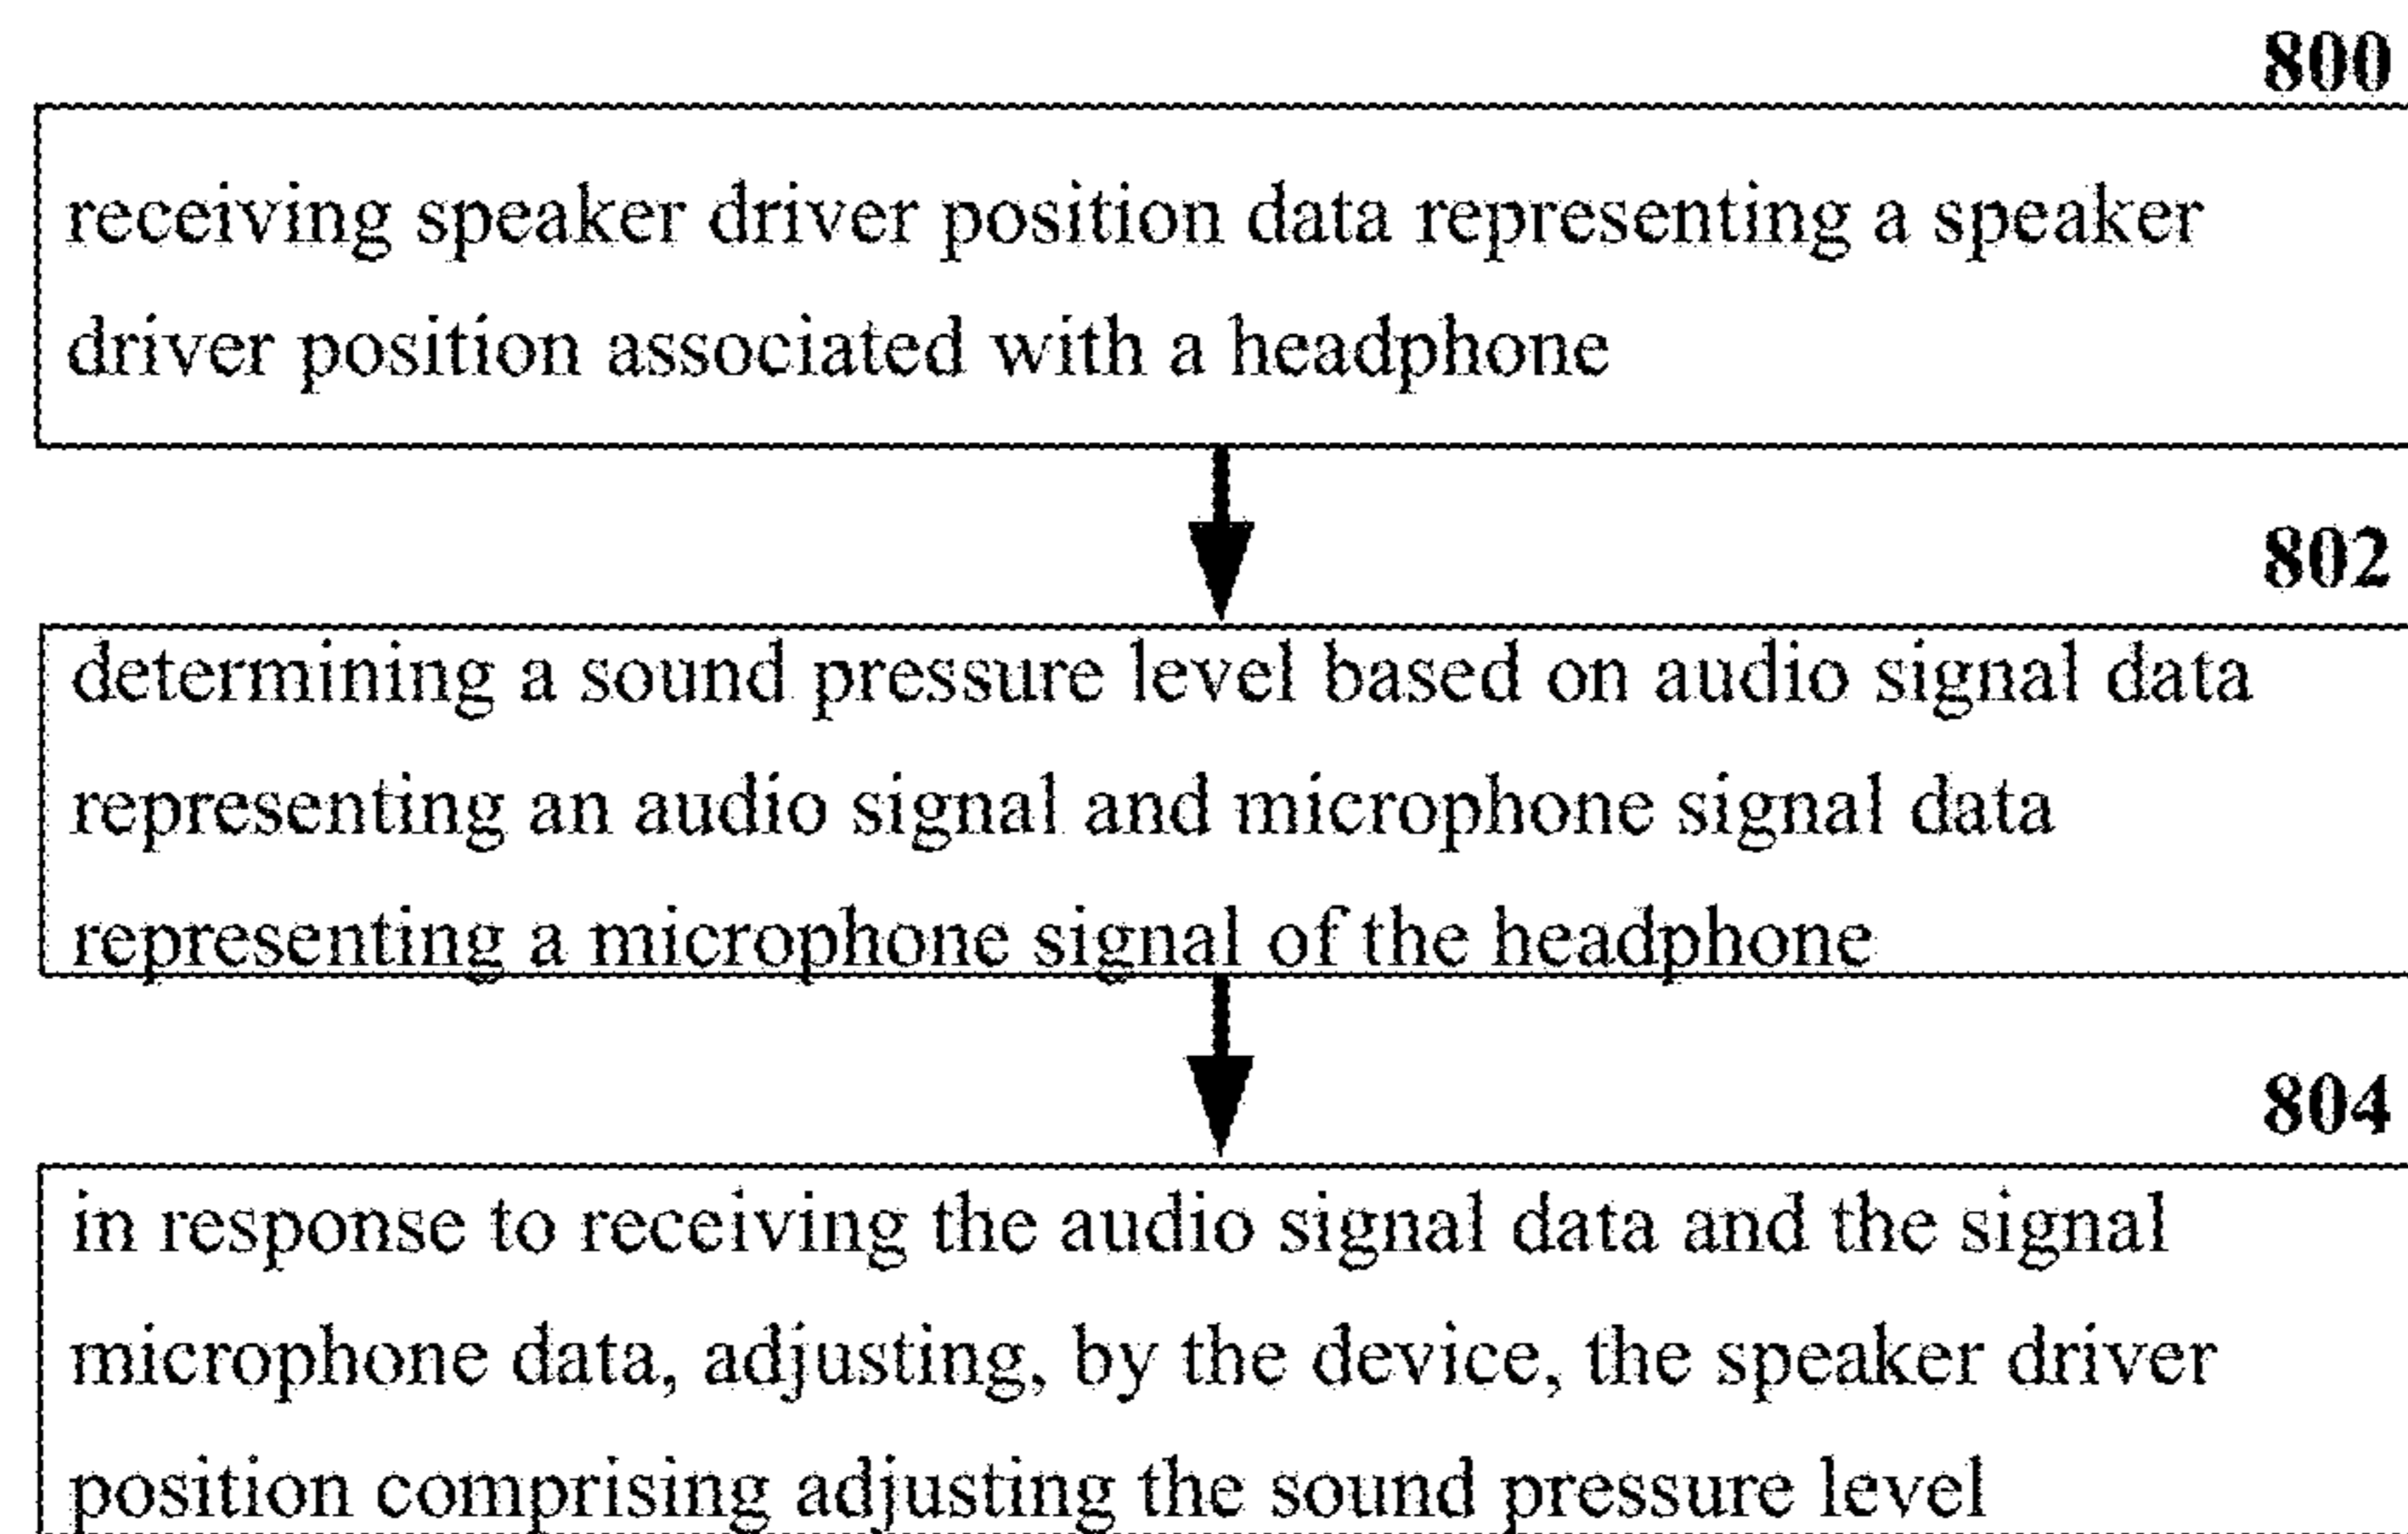 800
receiving speaker driver position data representing a speaker
driver position associated with a headphone
802
determining a sound pressure level based on audio signal data
representing an audio signal and microphone signal data
representing a microphone signal of the headphone
804
in response to receiving the audio signal data and the signal
microphone data, adjusting, by the device, the speaker driver
position comprising adjusting the sound pressure level